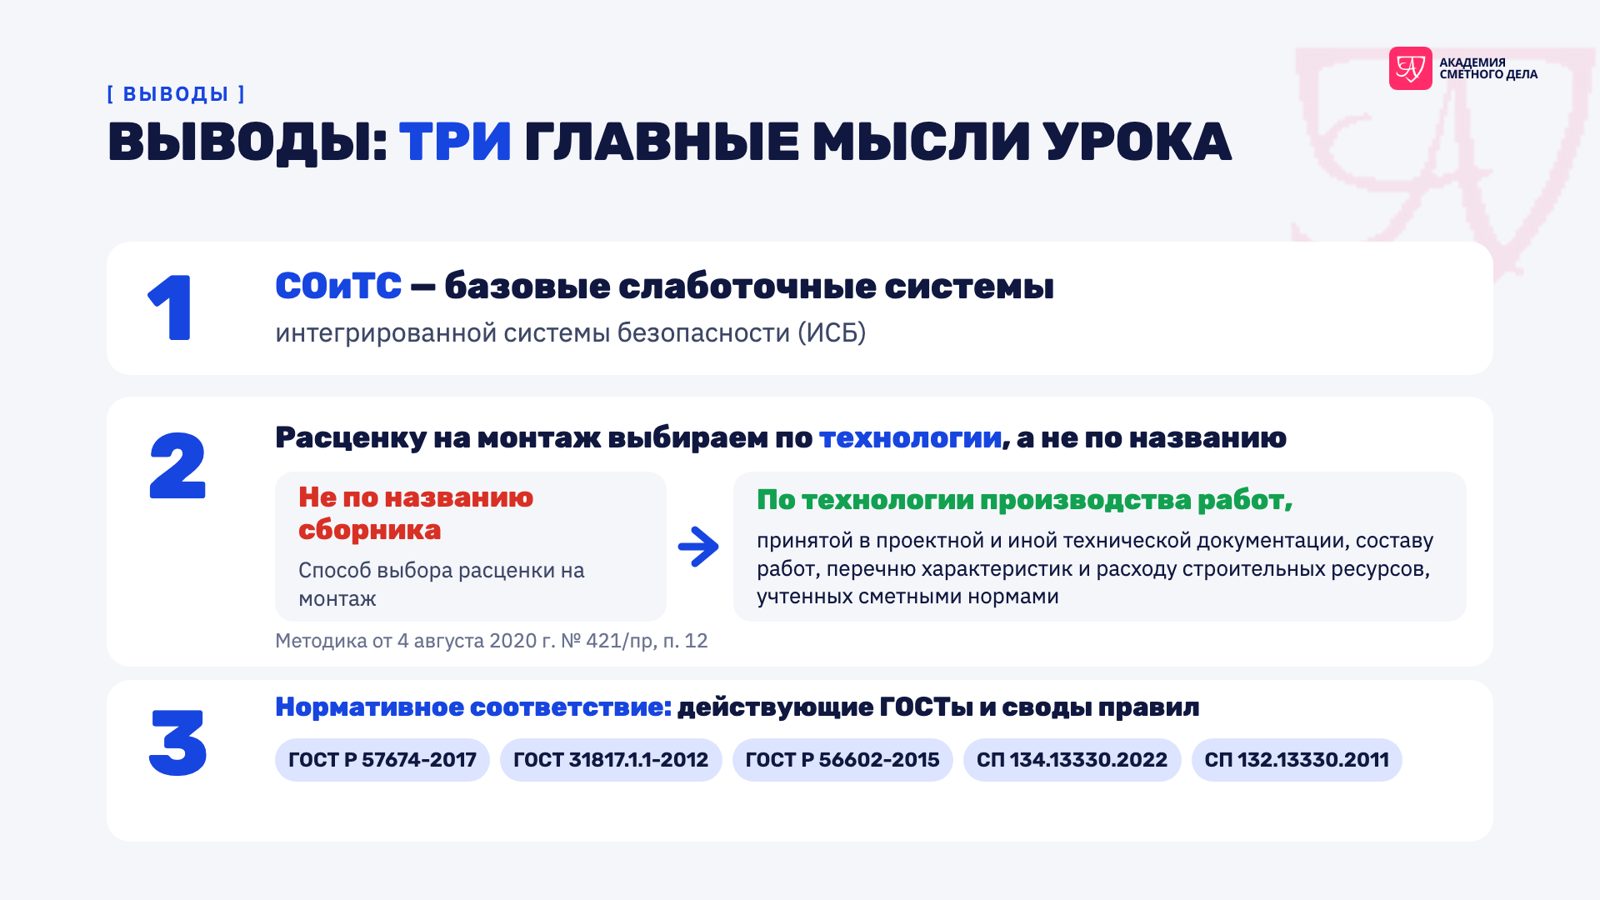 АКАДЕМИЯ
СМЕТНОГО ДЕЛА
[ ВЫВОДЫ ]
ВЫВОДЫ: ТРИ ГЛАВНЫЕ МЫСЛИ УРОКА
1
СОиТС — базовые слаботочные системы
интегрированной системы безопасности (ИСБ)
2
Расценку на монтаж выбираем по технологии, а не по названию
Не по названию
сборника
Способ выбора расценки на
монтаж
По технологии производства работ,
принятой в проектной и иной технической документации, составу
работ, перечню характеристик и расходу строительных ресурсов,
учтенных сметными нормами
Методика от 4 августа 2020 г. № 421/пр, п. 12
3
Нормативное соответствие: действующие ГОСТы и своды правил
ГОСТ Р 57674-2017 ГОСТ 31817.1.1-2012 ГОСТ Р 56602-2015 СП 134.13330.2022 СП 132.13330.2011